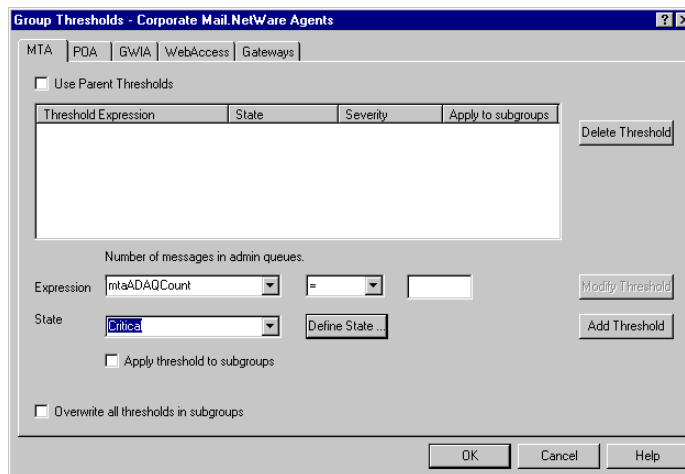 Group Thresholds - Corporate Mail.NetWare Agents
MTA POA GWIA WebAccess Gateways
Use Parent Thresholds
Threshold Expression State Severity Apply to subgroups
Delete Threshold
Number of messages in admin queues.
Expression mtaADAQCount = Modify Threshold
State Critical Define State ... Add Threshold
Apply threshold to subgroups
Overwrite all thresholds in subgroups
OK Cancel Help